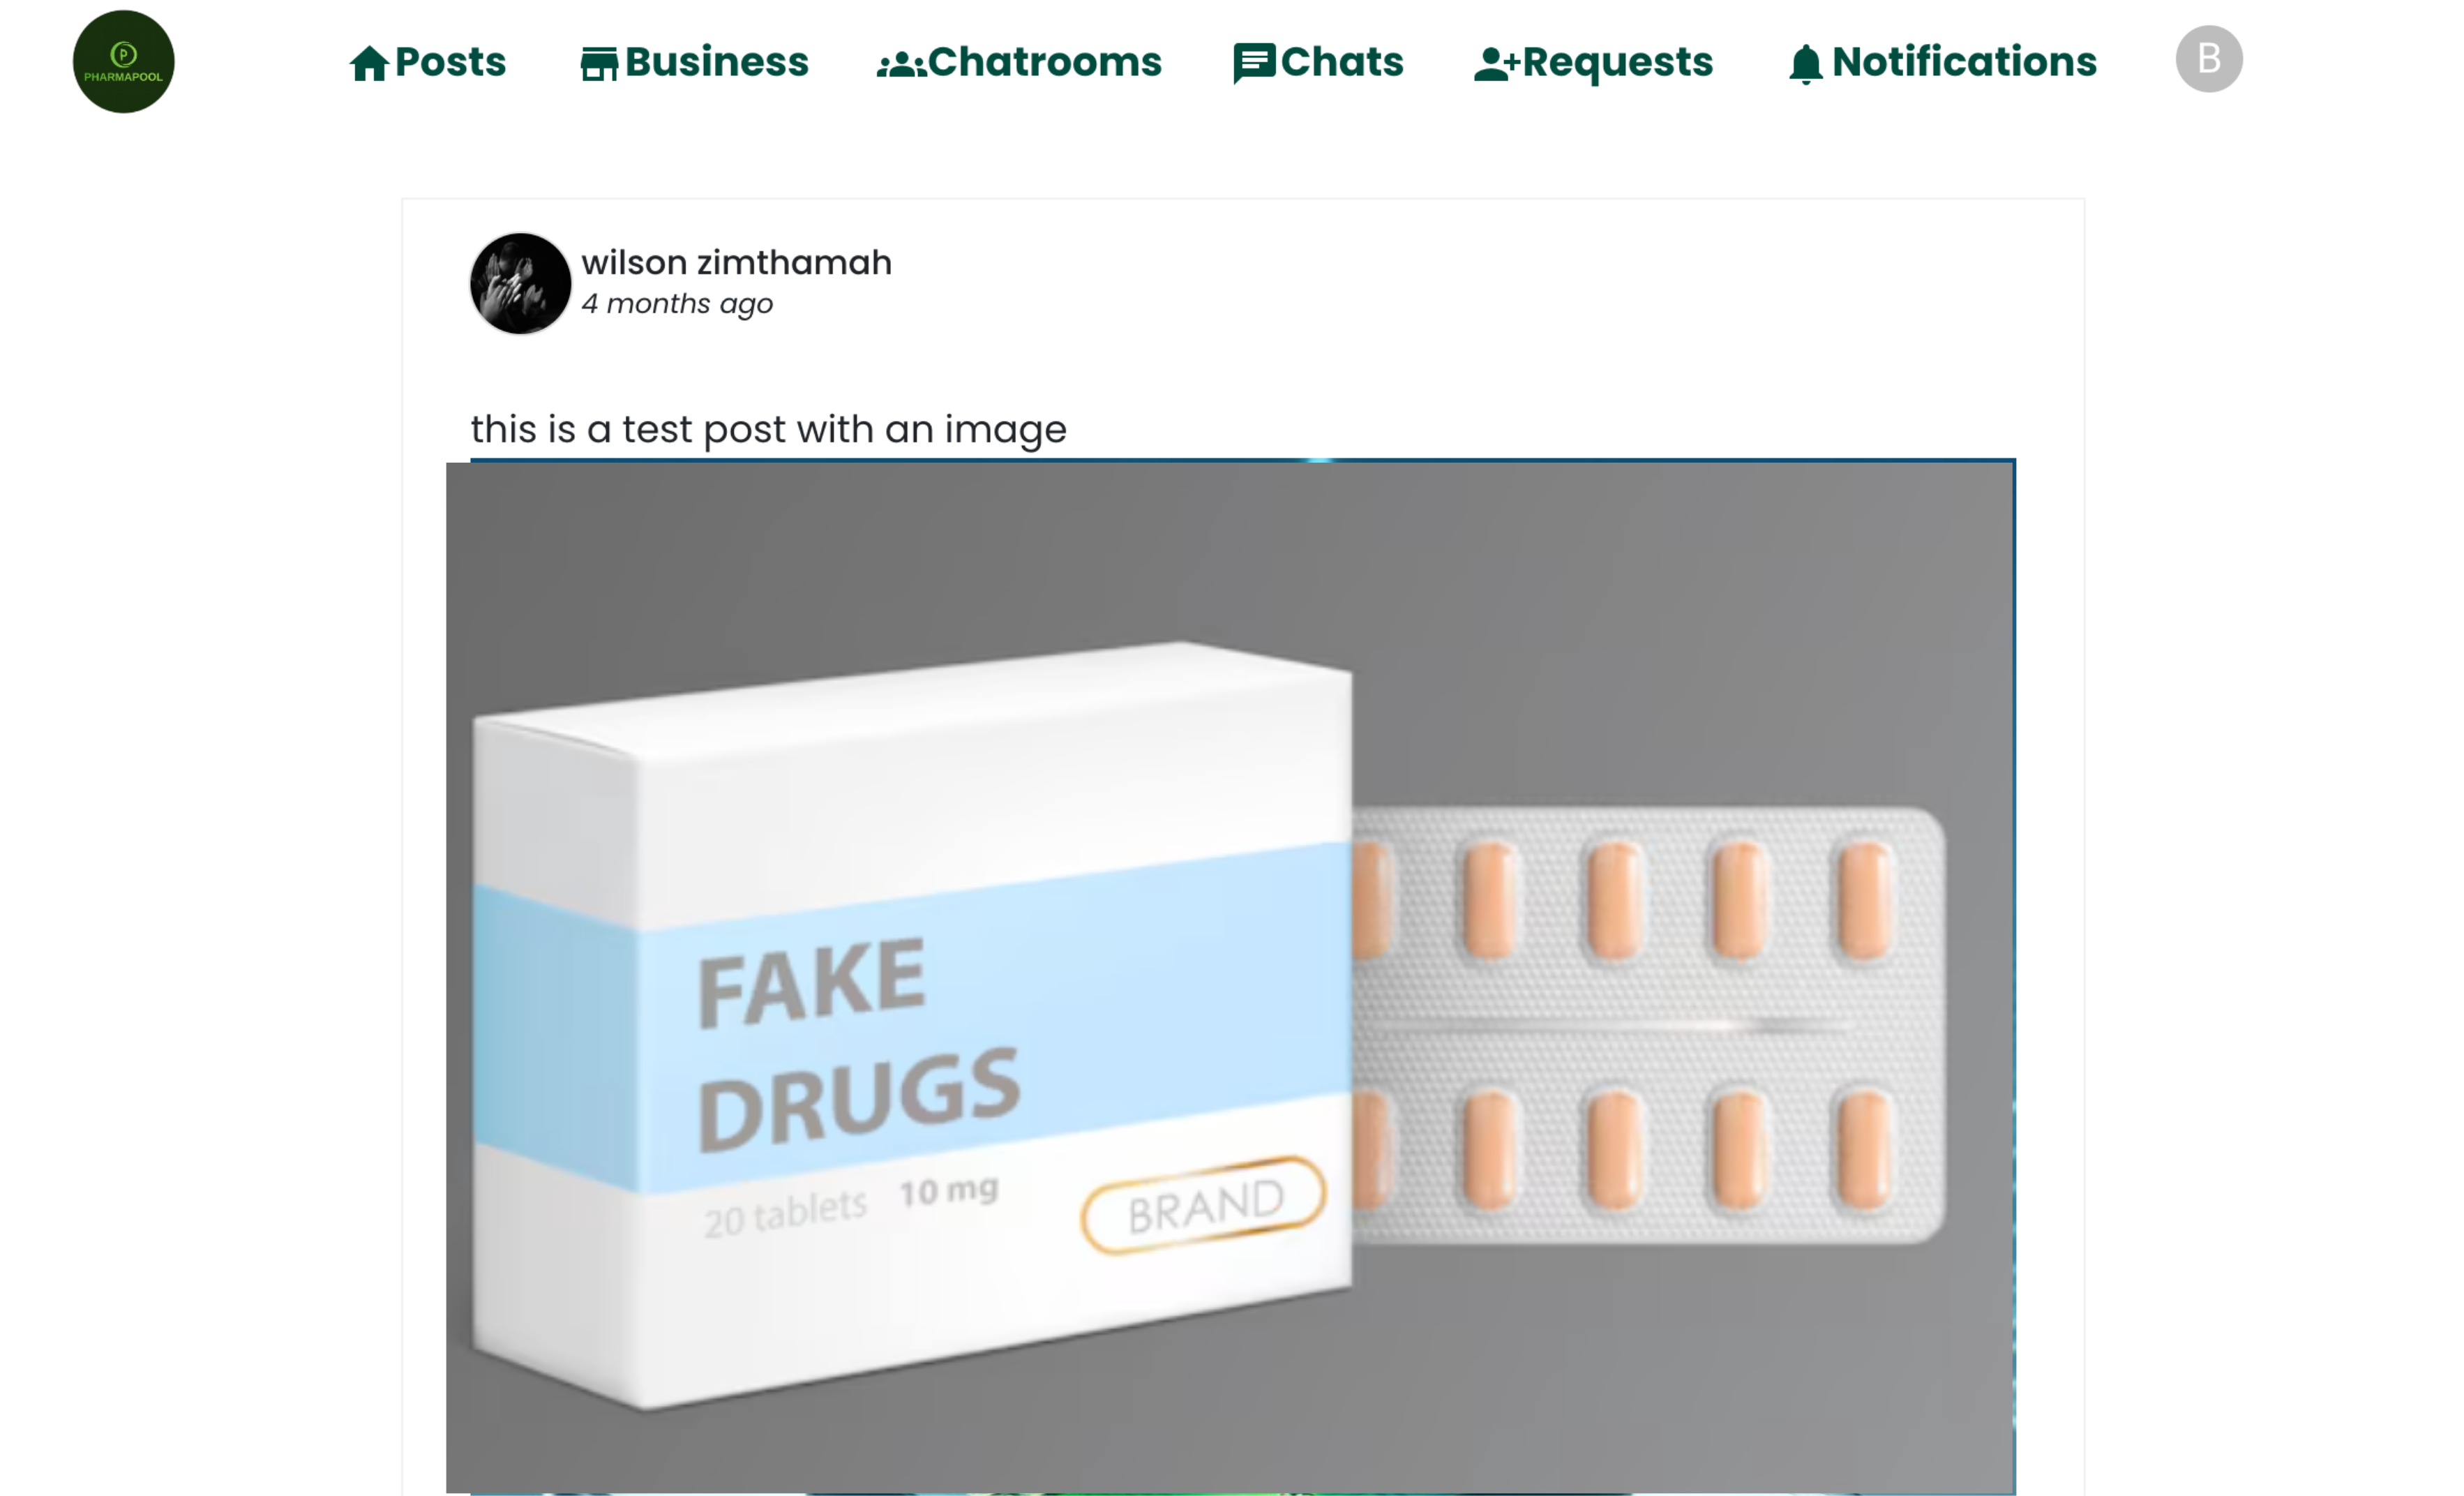 PHARMAPOOL
Posts Business Chatrooms Chats Requests Notifications B
wilson zimthamah
4 months ago
this is a test post with an image
FAKE
DRUGS
20 tablets 10 mg
BRAND